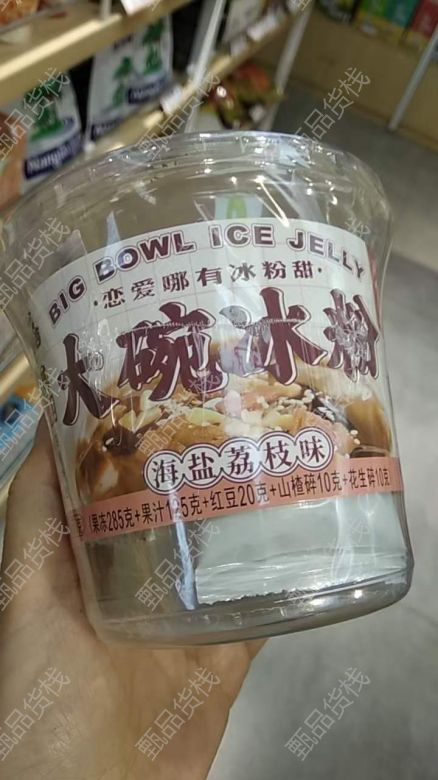 BIG BOWL ICE JELLY
·恋爱哪有冰粉甜·
大碗冰粉
海盐荔枝味
(果冻285克+果汁125克+红豆20克+山楂碎10克+花生碎10克)
甄品货栈